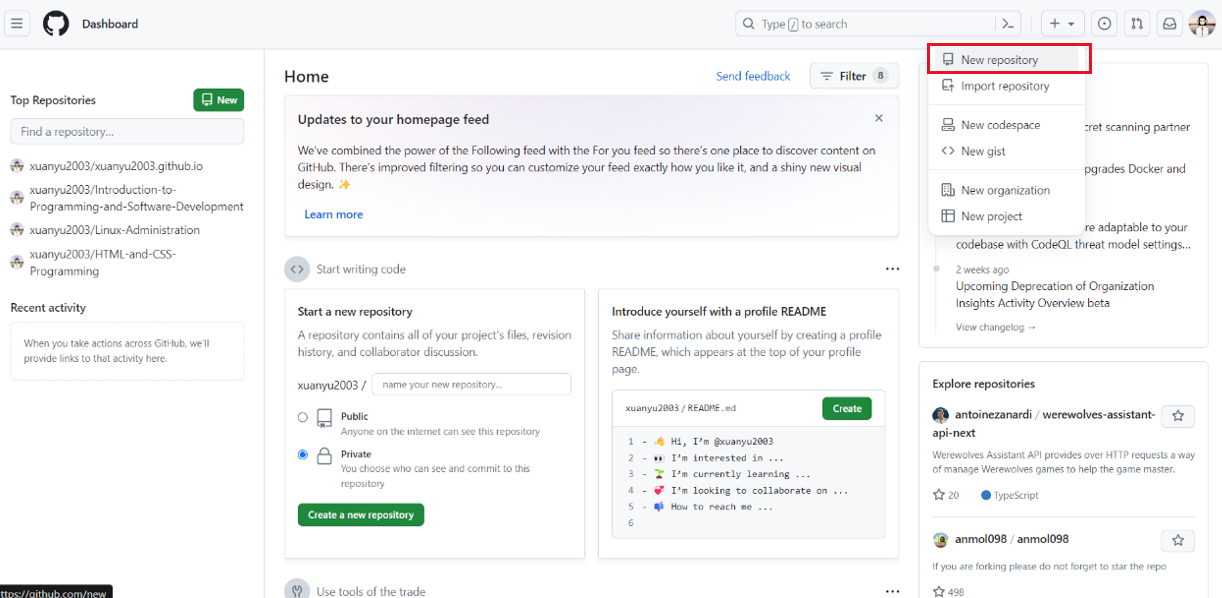 Dashboard
Type / to search
Top Repositories
New
Find a repository...
xuanyu2003/xuanyu2003.github.io
xuanyu2003/Introduction-to-
Programming-and-Software-Development
xuanyu2003/Linux-Administration
xuanyu2003/HTML-and-CSS-
Programming
Recent activity
When you take actions across GitHub, we'll
provide links to that activity here.
ttps://github.com/new
Home
Send feedback
Filter 8
Updates to your homepage feed
We've combined the power of the Following feed with the For you feed so there's one place to discover content on
GitHub. There's improved filtering so you can customize your feed exactly how you like it, and a shiny new visual
design. ✨
Learn more
Start writing code
Start a new repository
A repository contains all of your project's files, revision
history, and collaborator discussion.
xuanyu2003 / name your new repository...
Public
Anyone on the internet can see this repository
Private
You choose who can see and commit to this
repository
Create a new repository
Introduce yourself with a profile README
Share information about yourself by creating a profile
README, which appears at the top of your profile
page.
xuanyu2003 / README.md
Create
1 - 👋 Hi, I'm @xuanyu2003
2 - 👀 I'm interested in ...
3 - 🌱 I'm currently learning ...
4 - 💞️ I'm looking to collaborate on ...
5 - 📫 How to reach me ...
6
Use tools of the trade
New repository
Import repository
New codespace
New gist
New organization
New project
cret scanning partner
pgrades Docker and
re adaptable to your
codebase with CodeQL threat model settings...
2 weeks ago
Upcoming Deprecation of Organization
Insights Activity Overview beta
View changelog →
Explore repositories
antoinezanardi / werewolves-assistant-
api-next
Werewolves Assistant API provides over HTTP requests a way
of manage Werewolves games to help the game master.
20 TypeScript
anmol098 / anmol098
If you are forking please do not forget to star the repo
498